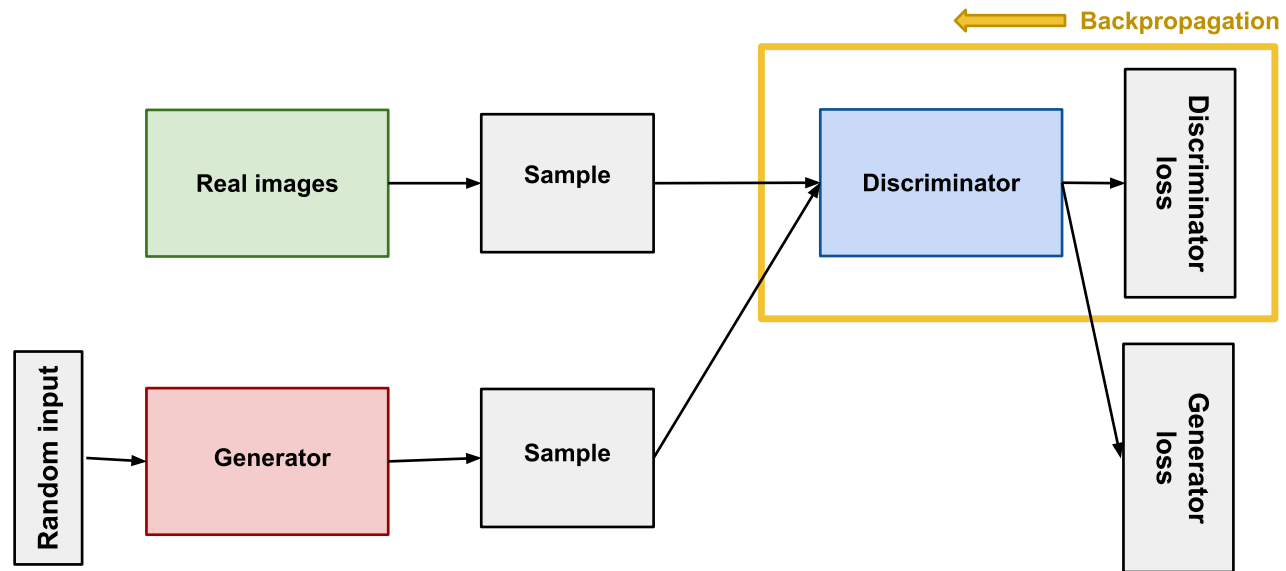 Backpropagation
Real images
Sample
Discriminator
Discriminator
loss
Random input
Generator
Sample
Generator
loss